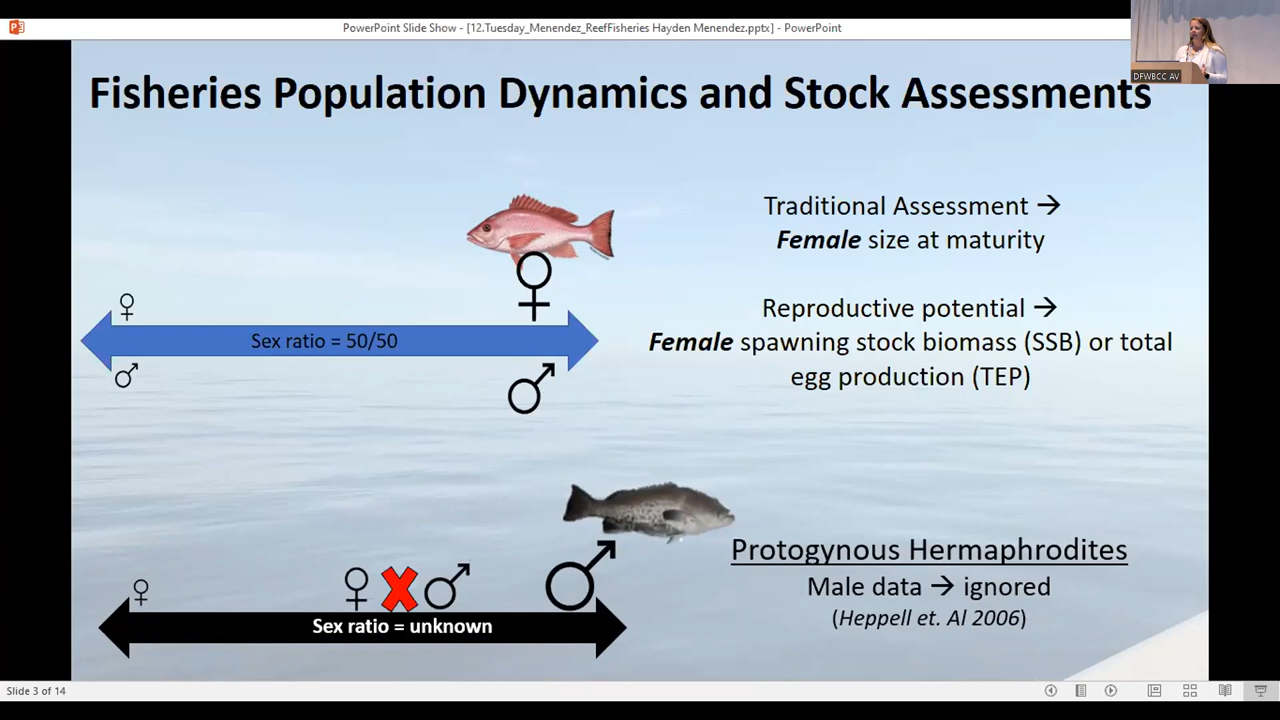 PowerPoint Slide Show - [12.Tuesday_Menendez_ReefFisheries Hayden Menendez.pptx] - PowerPoint
DFWBCC AV
Fisheries Population Dynamics and Stock Assessments
Traditional Assessment →
Female size at maturity
♀
Sex ratio = 50/50
♂
♀
♂
Reproductive potential →
Female spawning stock biomass (SSB) or total
egg production (TEP)
♀
♀ X ♂
♂
Sex ratio = unknown
Protogynous Hermaphrodites
Male data → ignored
(Heppell et. Al 2006)
Slide 3 of 14